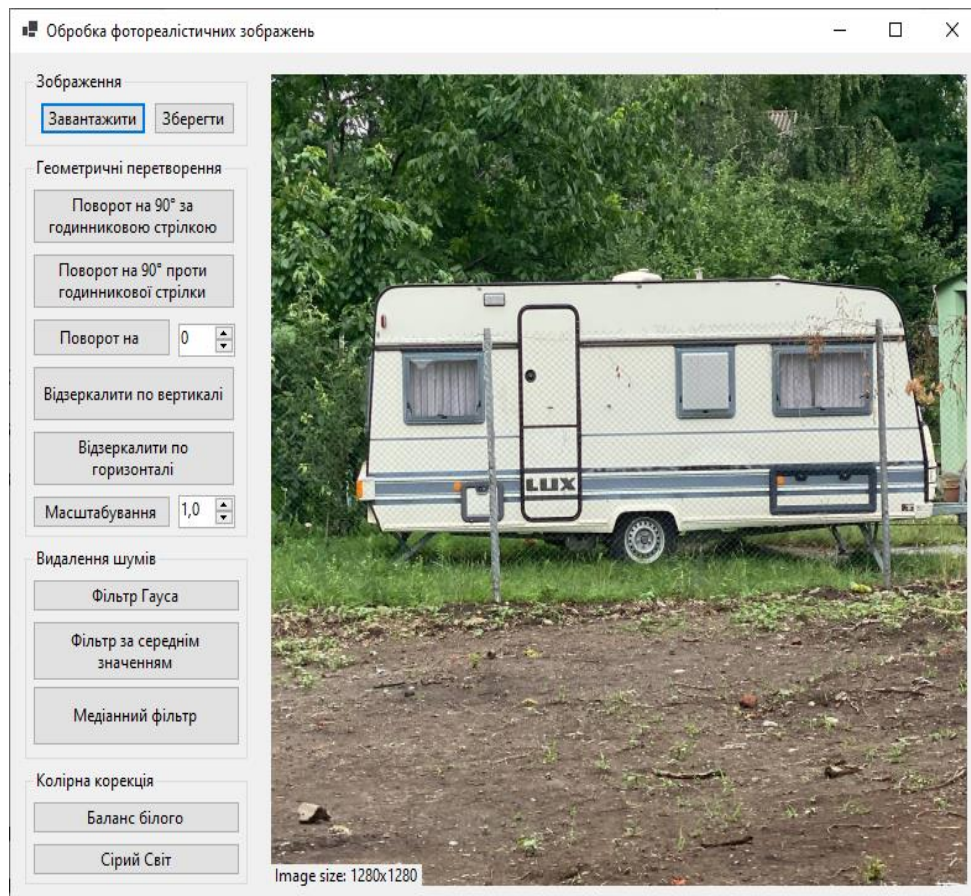 Обробка фотореалістичних зображень
Зображення
Завантажити
Зберегти
Геометричні перетворення
Поворот на 90° за
годинниковою стрілкою
Поворот на 90° проти
годинникової стрілки
Поворот на
0
Відзеркалити по вертикалі
Відзеркалити по
горизонталі
Масштабування
1,0
Видалення шумів
Фільтр Гауса
Фільтр за середнім
значенням
Медіанний фільтр
Колірна корекція
Баланс білого
Сірий Світ
LUX
Image size: 1280x1280